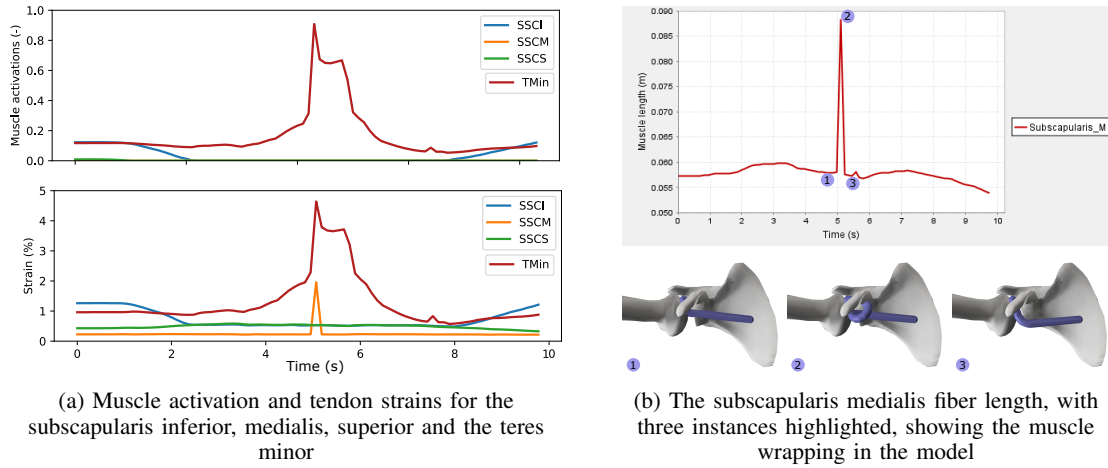 1.0
0.8
0.6
0.4
0.2
0.0
Muscle activations (-)
SSCI
SSCM
SSCS
TMin
5
4
3
2
1
0
Strain (%)
SSCI
SSCM
SSCS
TMin
0 2 4 6 8 10
Time (s)
(a) Muscle activation and tendon strains for the
subscapularis inferior, medialis, superior and the teres
minor
0.090
0.085
0.080
0.075
0.070
0.065
0.060
0.055
0.050
Muscle length (m)
2
1
3
Subscapularis_M
0 1 2 3 4 5 6 7 8 9 10
Time (s)
1 2 3
(b) The subscapularis medialis fiber length, with
three instances highlighted, showing the muscle
wrapping in the model